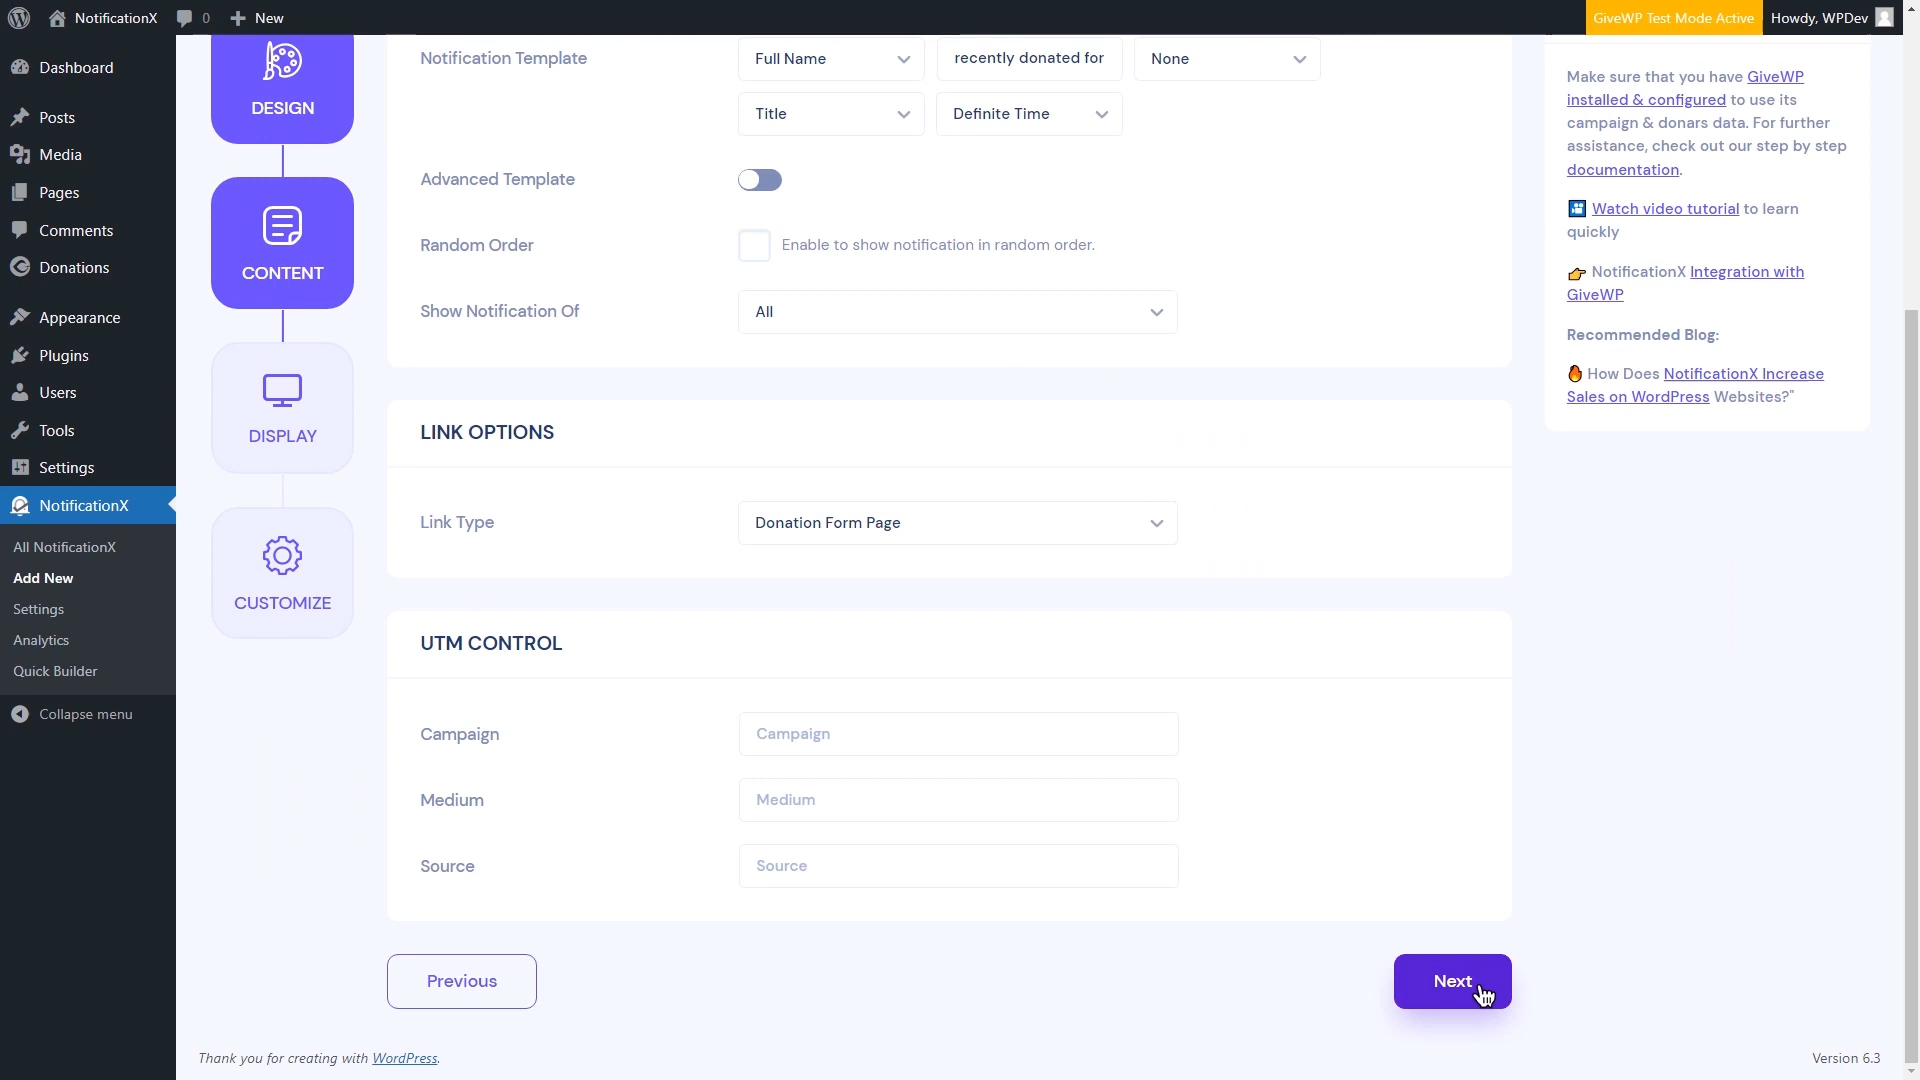 NotificationX
0
New
GiveWP Test Mode Active
Howdy, WPDev
Dashboard
Posts
Media
Pages
Comments
Donations
Appearance
Plugins
Users
Tools
Settings
NotificationX
All NotificationX
Add New
Settings
Analytics
Quick Builder
Collapse menu
DESIGN
CONTENT
DISPLAY
CUSTOMIZE
Notification Template
Full Name
recently donated for
None
Title
Definite Time
Advanced Template
Random Order
Enable to show notification in random order.
Show Notification Of
All
LINK OPTIONS
Link Type
Donation Form Page
UTM CONTROL
Campaign
Campaign
Medium
Medium
Source
Source
Previous
Next
Make sure that you have GiveWP
installed & configured to use its
campaign & donars data. For further
assistance, check out our step by step
documentation.
Watch video tutorial to learn
quickly
NotificationX Integration with
GiveWP
Recommended Blog:
How Does NotificationX Increase
Sales on WordPress Websites?"
Thank you for creating with WordPress.
Version 6.3